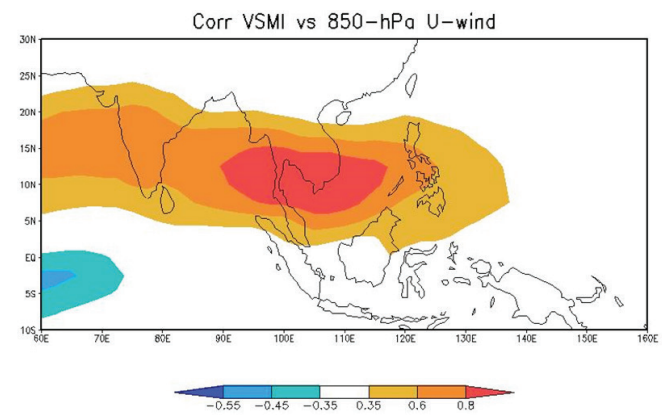 Corr VSMI vs 850-hPa U-wind
30N
25N
20N
15N
10N
5N
EQ
5S
10S
60E 70E 80E 90E 100E 110E 120E 130E 140E 150E 160E
-0.55 -0.45 -0.35 0.35 0.6 0.8